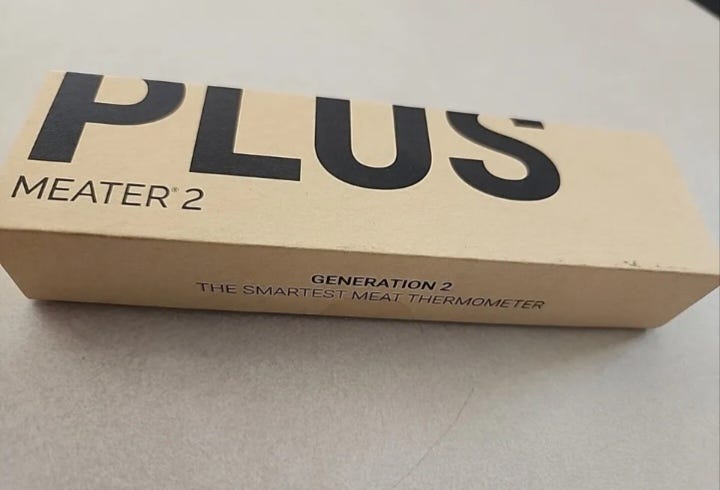 PLUS
MEATER® 2
GENERATION 2
THE SMARTEST MEAT THERMOMETER